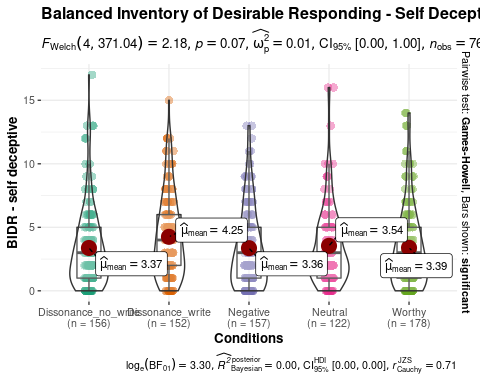 Balanced Inventory of Desirable Responding - Self Decept
F_Welch(4, 371.04) = 2.18, p = 0.07, ω̂²_p = 0.01, CI_95% [0.00, 1.00], n_obs = 76
Pairwise test: Games-Howell, Bars shown: significant
BIDR - self deceptive
15
10
5
0
μ̂_mean = 3.37
μ̂_mean = 4.25
μ̂_mean = 3.36
μ̂_mean = 3.54
μ̂_mean = 3.39
Dissonance_no_write
(n = 156)
Dissonance_write
(n = 152)
Negative
(n = 157)
Neutral
(n = 122)
Worthy
(n = 178)
Conditions
log_e(BF_01) = 3.30, R̂²_Bayesian^posterior = 0.00, CI_95%^HDI [0.00, 0.00], r_Cauchy^JZS = 0.71